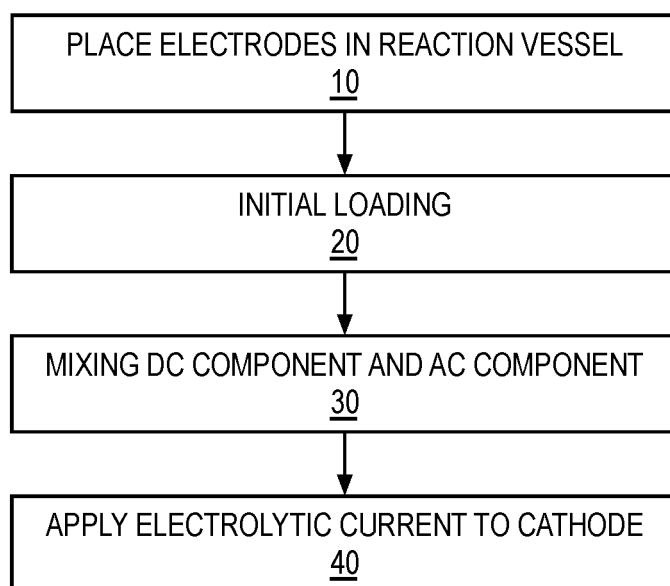 PLACE ELECTRODES IN REACTION VESSEL
10
INITIAL LOADING
20
MIXING DC COMPONENT AND AC COMPONENT
30
APPLY ELECTROLYTIC CURRENT TO CATHODE
40